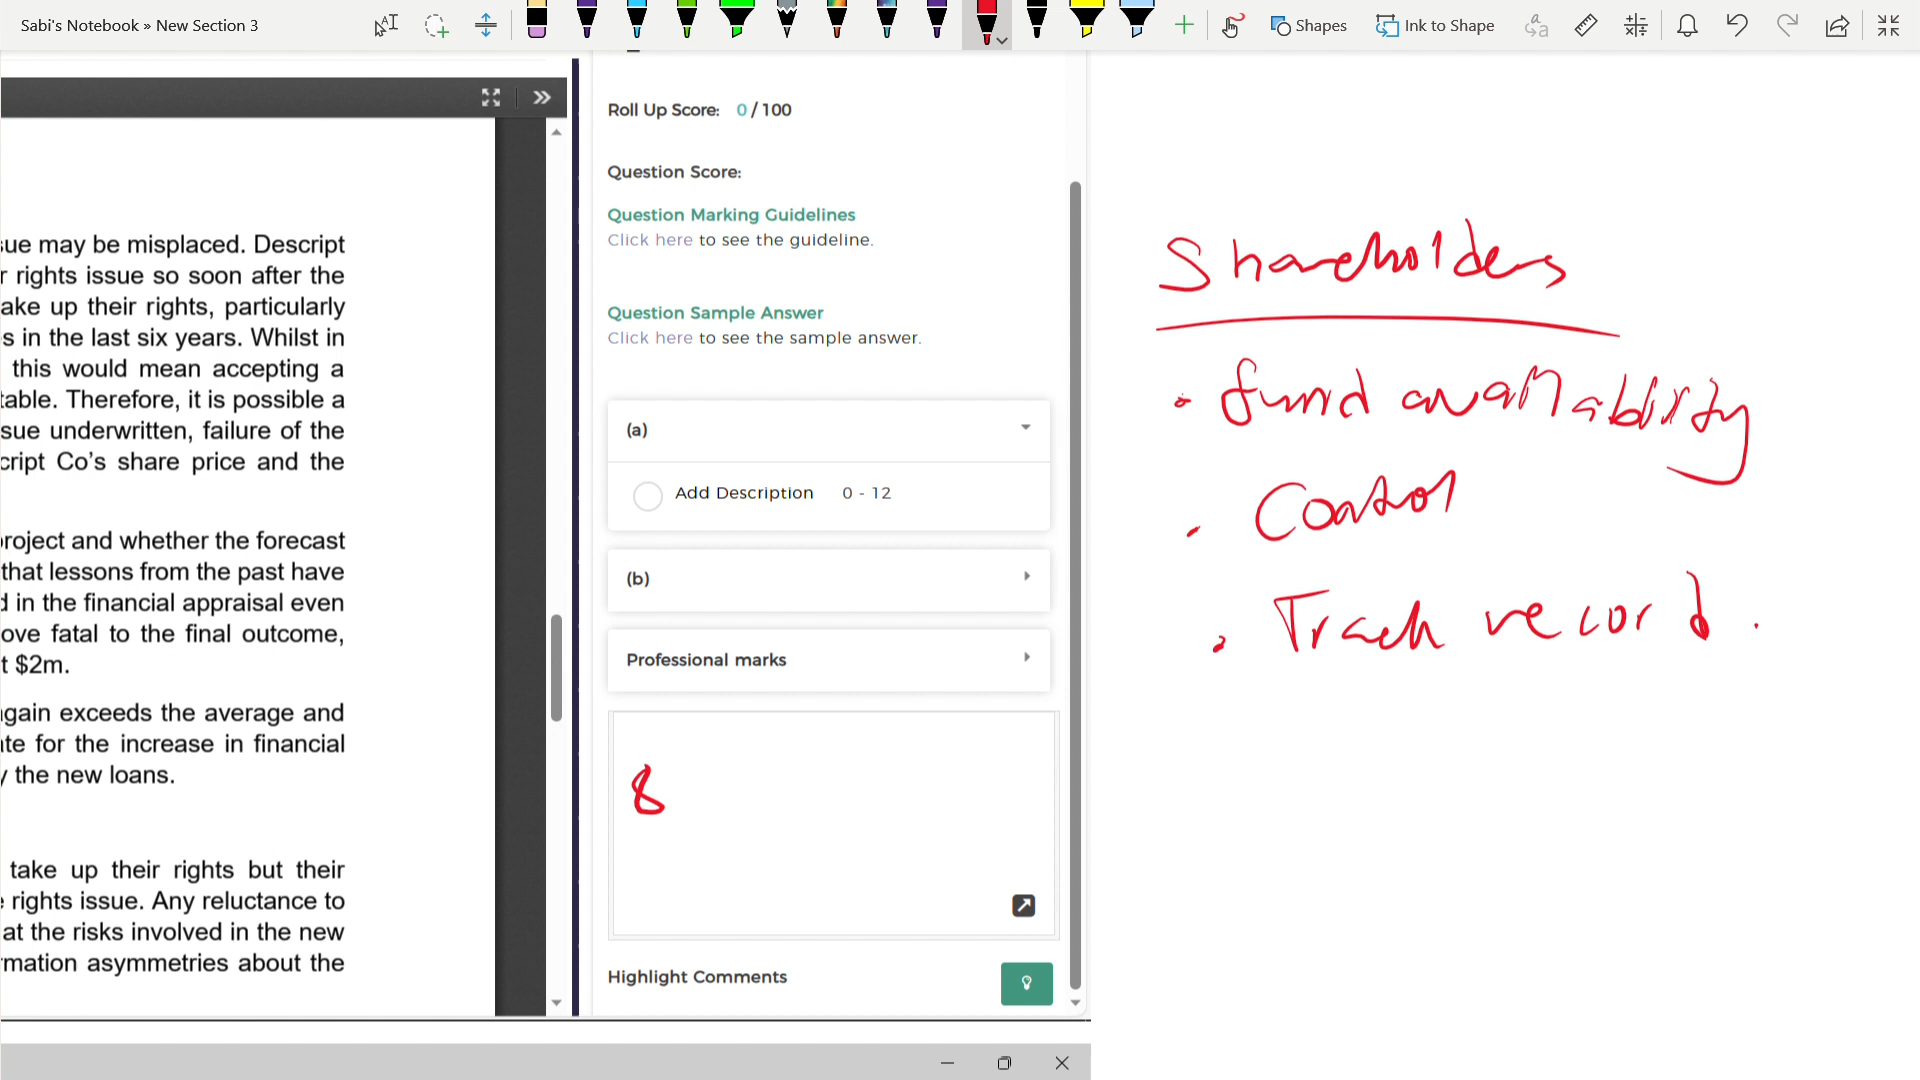 Sabi's Notebook » New Section 3
Shapes
Ink to Shape
sue may be misplaced. Descript
r rights issue so soon after the
ake up their rights, particularly
s in the last six years. Whilst in
this would mean accepting a
table. Therefore, it is possible a
sue underwritten, failure of the
cript Co's share price and the
roject and whether the forecast
that lessons from the past have
d in the financial appraisal even
ove fatal to the final outcome,
t $2m.
gain exceeds the average and
ate for the increase in financial
y the new loans.
take up their rights but their
e rights issue. Any reluctance to
at the risks involved in the new
rmation asymmetries about the
Roll Up Score: 0 / 100
Question Score:
Question Marking Guidelines
Click here to see the guideline.
Question Sample Answer
Click here to see the sample answer.
(a)
Add Description 0 - 12
(b)
Professional marks
8
Highlight Comments
Shareholders
• fund availability
• Control
• Track record.